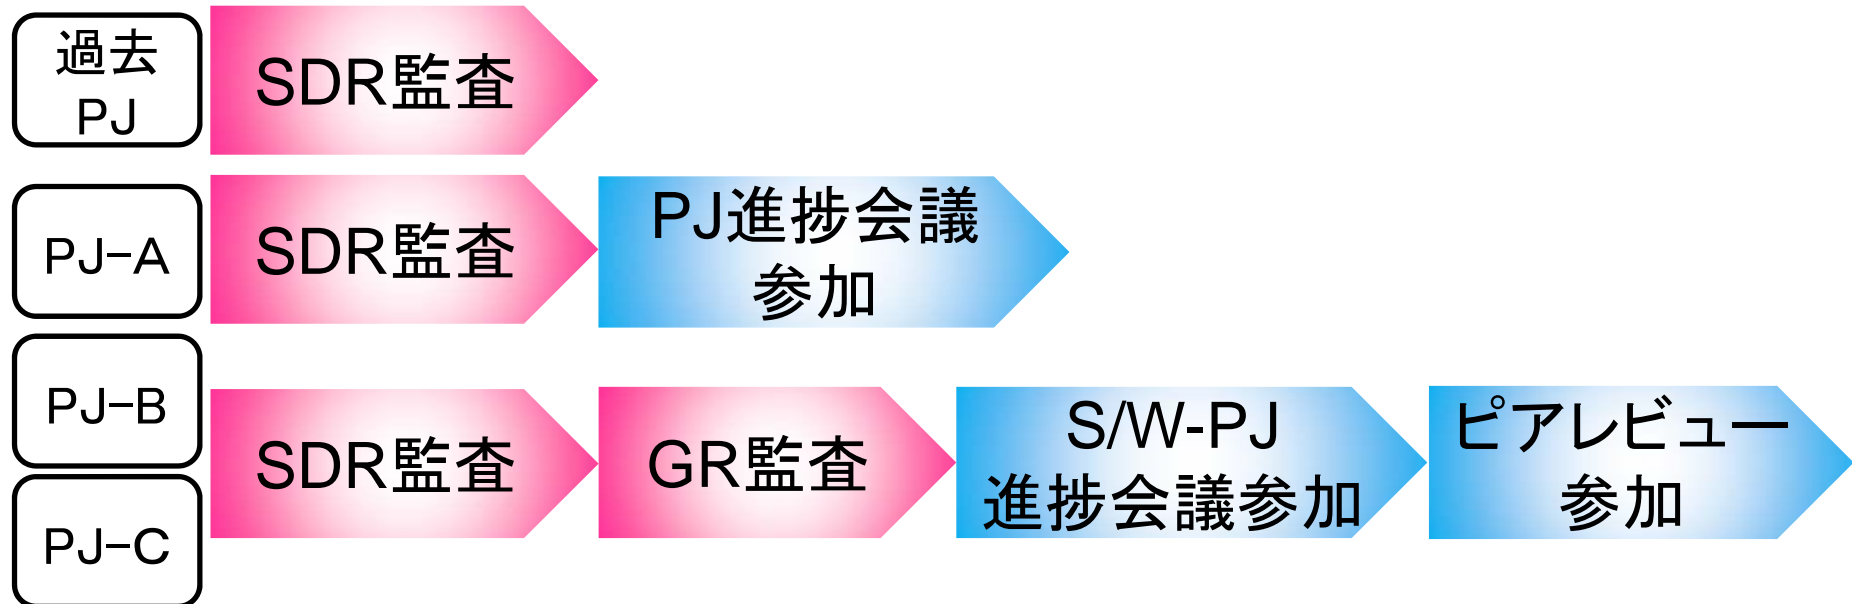 過去
PJ
SDR監査
PJ-A
SDR監査
PJ進捗会議
参加
PJ-B
PJ-C
SDR監査
GR監査
S/W-PJ
進捗会議参加
ピアレビュー
参加